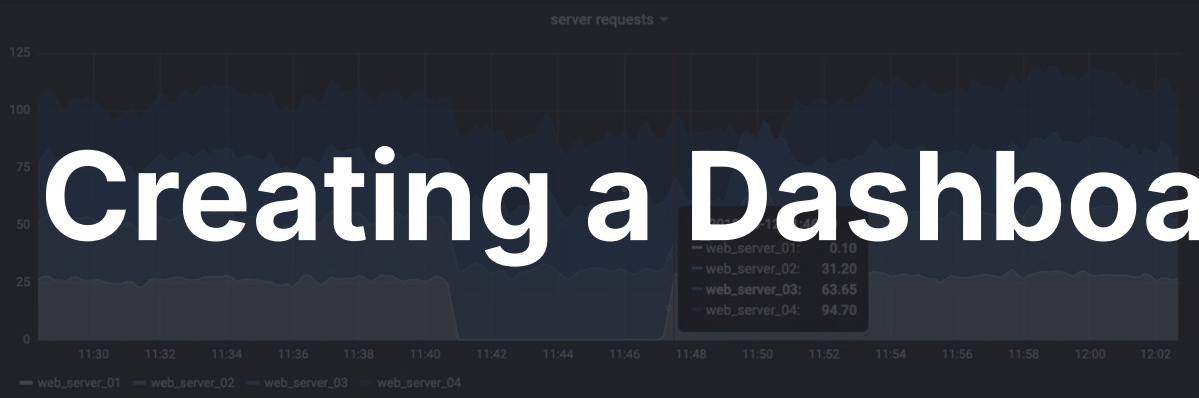 server requests
125
100
75
50
25
0
Creating a Dashboa
web_server_01: 0.10
web_server_02: 31.20
web_server_03: 63.65
web_server_04: 94.70
11:30 11:32 11:34 11:36 11:38 11:40 11:42 11:44 11:46 11:48 11:50 11:52 11:54 11:56 11:58 12:00 12:02
web_server_01 web_server_02 web_server_03 web_server_04